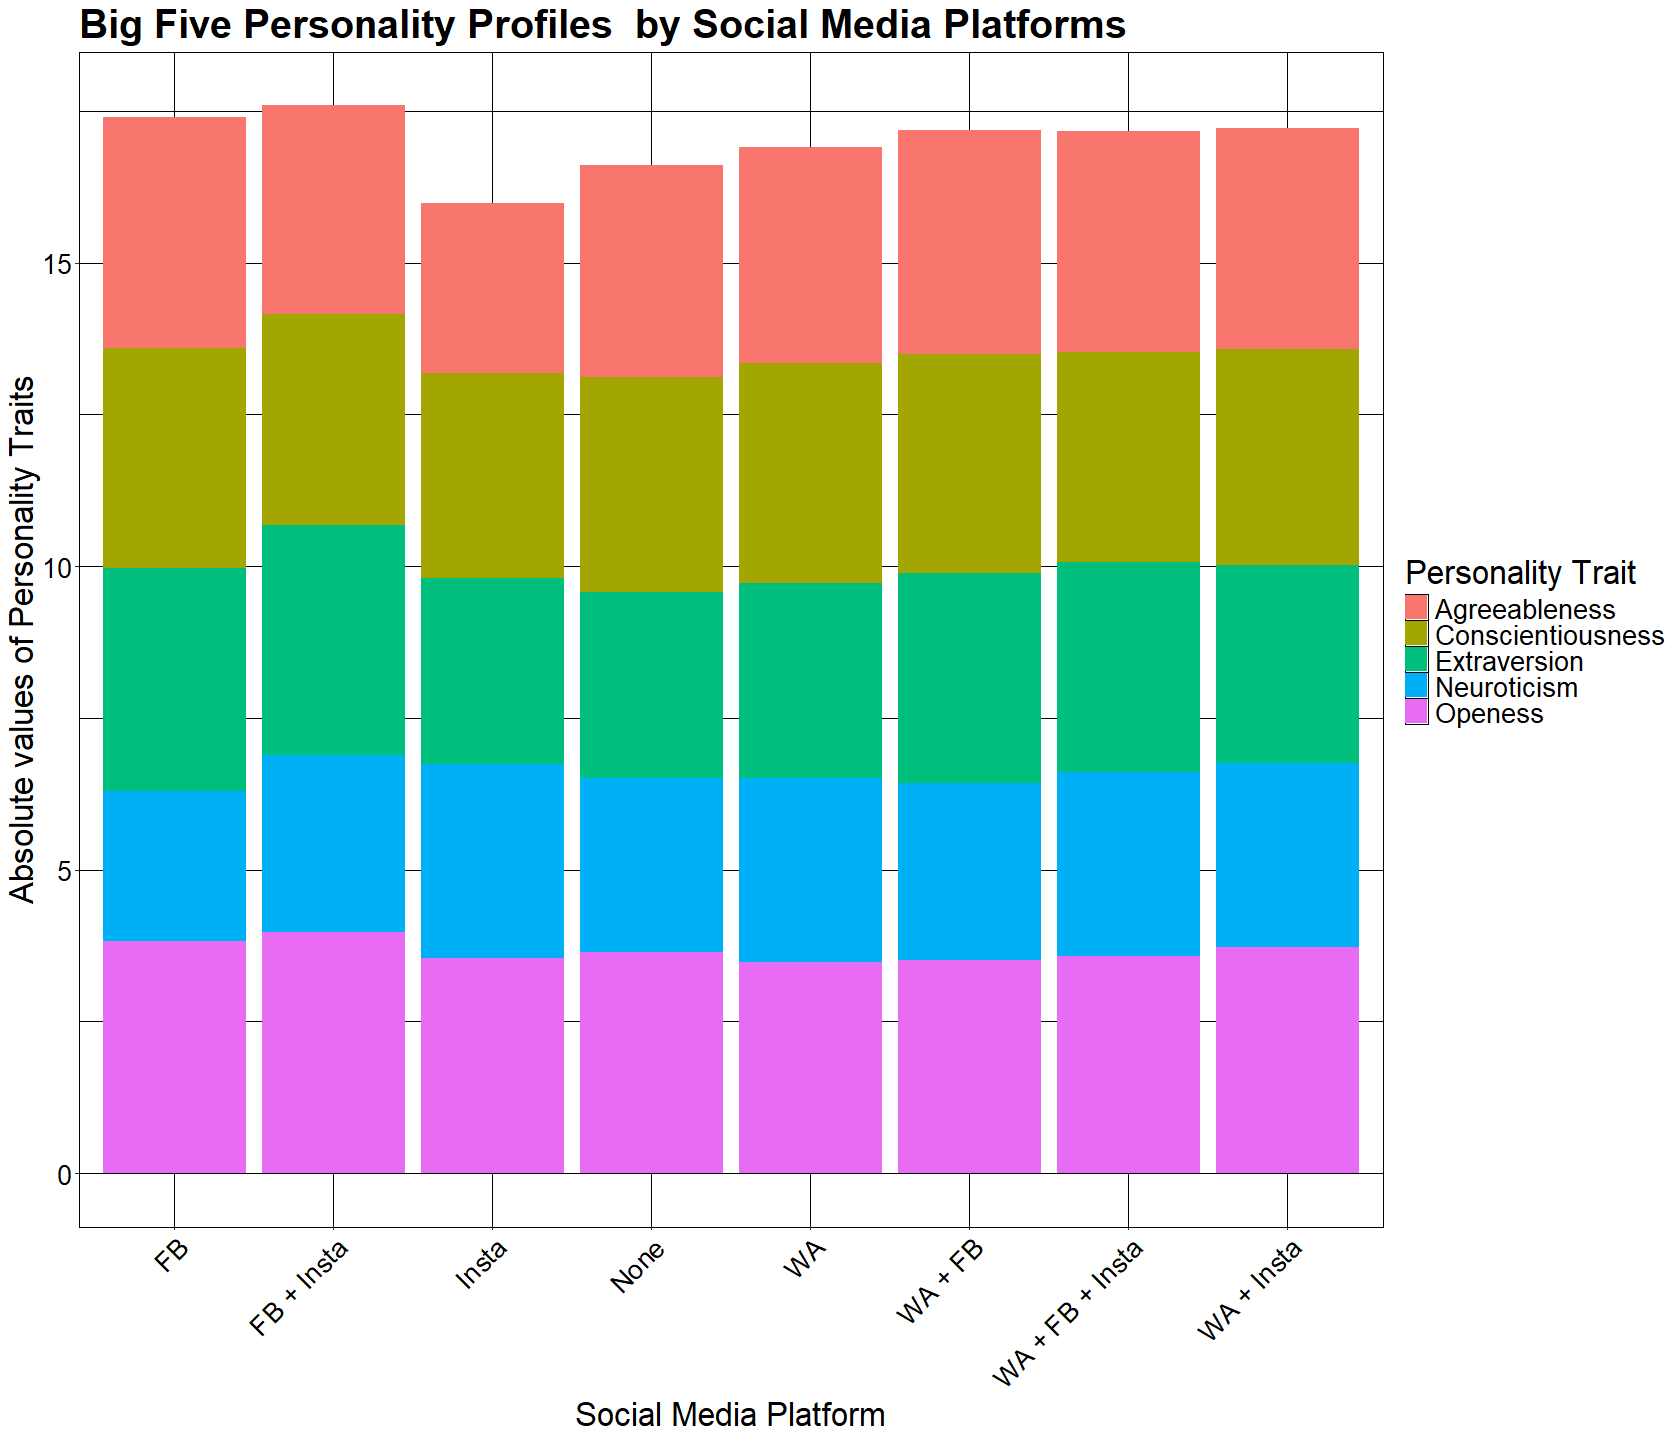 Big Five Personality Profiles  by Social Media Platforms
Absolute values of Personality Traits
15
10
5
0
FB
FB + Insta
Insta
None
WA
WA + FB
WA + FB + Insta
WA + Insta
Social Media Platform
Personality Trait
Agreeableness
Conscientiousness
Extraversion
Neuroticism
Openess